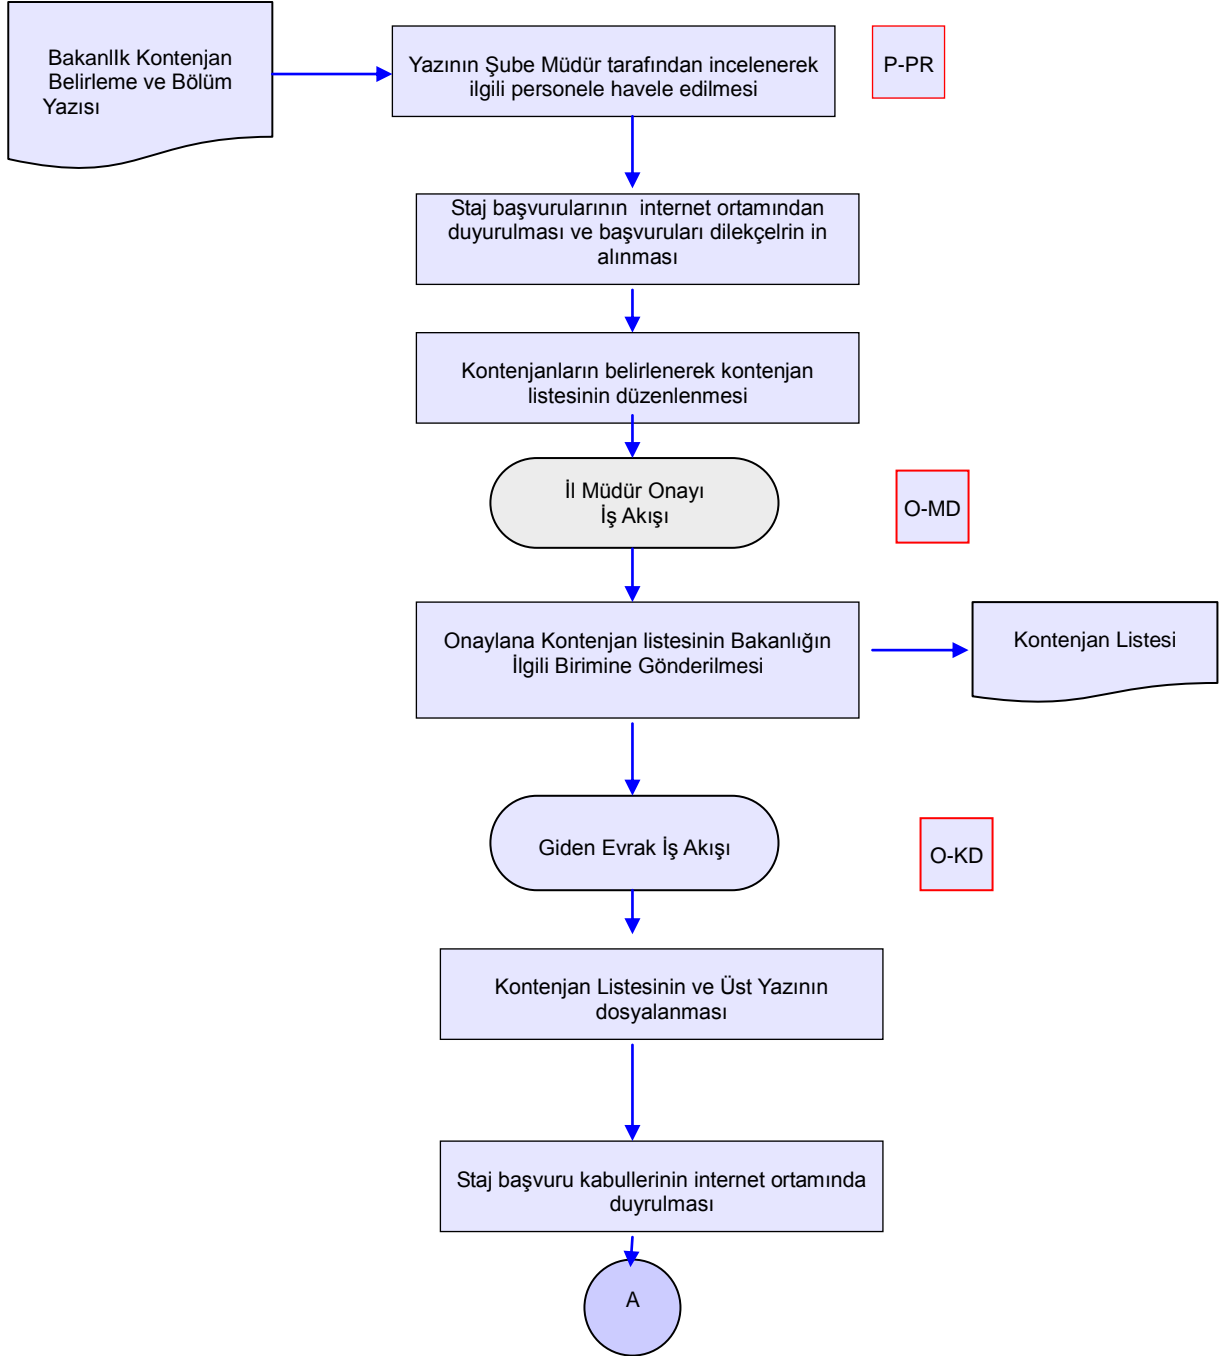 BakanlIk Kontenjan
Belirleme ve Bölüm
Yazısı
Yazının Şube Müdür tarafından incelenerek
ilgili personele havele edilmesi
P-PR
Staj başvurularının internet ortamından
duyurulması ve başvuruları dilekçelrin in
alınması
Kontenjanların belirlenerek kontenjan
listesinin düzenlenmesi
İl Müdür Onayı
İş Akışı
O-MD
Onaylana Kontenjan listesinin Bakanlığın
İlgili Birimine Gönderilmesi
Kontenjan Listesi
Giden Evrak İş Akışı
O-KD
Kontenjan Listesinin ve Üst Yazının
dosyalanması
Staj başvuru kabullerinin internet ortamında
duyrulması
A